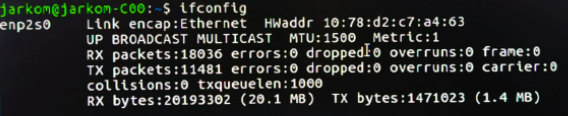 jarkom@jarkom-C00:~$ ifconfig
enp2s0    Link encap:Ethernet  HWaddr 10:78:d2:c7:a4:63
          UP BROADCAST MULTICAST  MTU:1500  Metric:1
          RX packets:18036 errors:0 dropped:0 overruns:0 frame:0
          TX packets:11481 errors:0 dropped:0 overruns:0 carrier:0
          collisions:0 txqueuelen:1000
          RX bytes:20193302 (20.1 MB)  TX bytes:1471023 (1.4 MB)